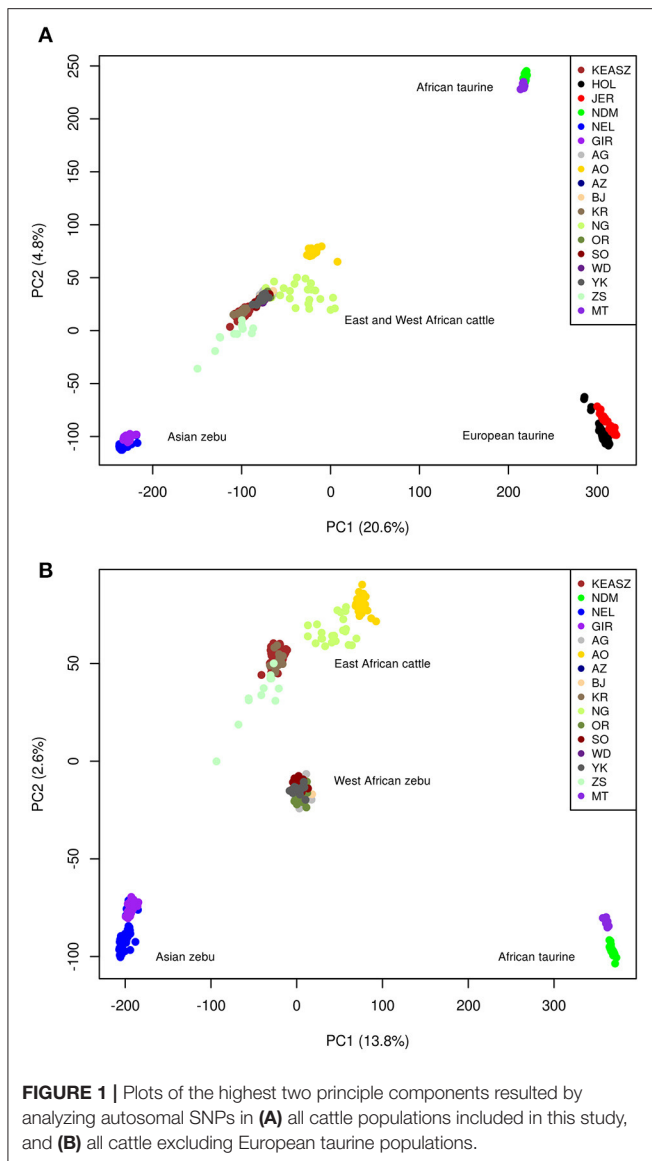 A
250
200
150
100
50
0
-50
-100
PC2 (4.8%)
African taurine
East and West African cattle
Asian zebu
European taurine
KEASZ
HOL
JER
NDM
NEL
GIR
AG
AO
AZ
BJ
KR
NG
OR
SO
WD
YK
ZS
MT
-200 -100 0 100 200 300
PC1 (20.6%)
B
50
0
-50
-100
PC2 (2.6%)
East African cattle
West African zebu
Asian zebu
African taurine
KEASZ
NDM
NEL
GIR
AG
AO
AZ
BJ
KR
NG
OR
SO
WD
YK
ZS
MT
-200 -100 0 100 200 300
PC1 (13.8%)
FIGURE 1 | Plots of the highest two principle components resulted by
analyzing autosomal SNPs in (A) all cattle populations included in this study,
and (B) all cattle excluding European taurine populations.